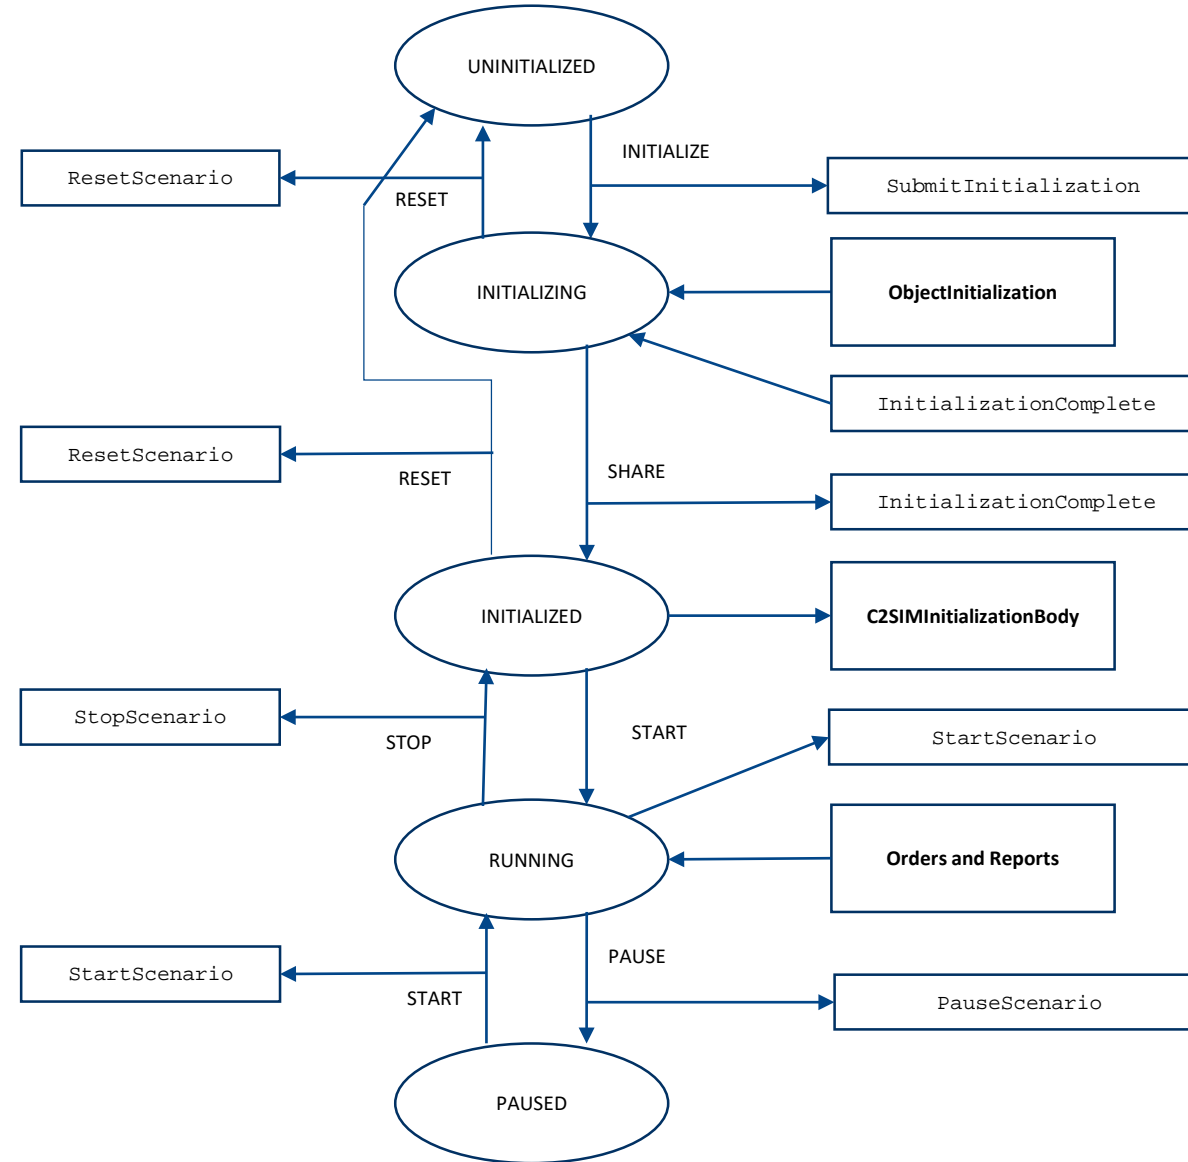 UNINITIALIZED
INITIALIZE
ResetScenario
SubmitInitialization
RESET
INITIALIZING
ObjectInitialization
InitializationComplete
ResetScenario
RESET
SHARE
InitializationComplete
INITIALIZED
C2SIMInitializationBody
StopScenario
STOP
START
StartScenario
RUNNING
Orders and Reports
PAUSE
StartScenario
START
PauseScenario
PAUSED